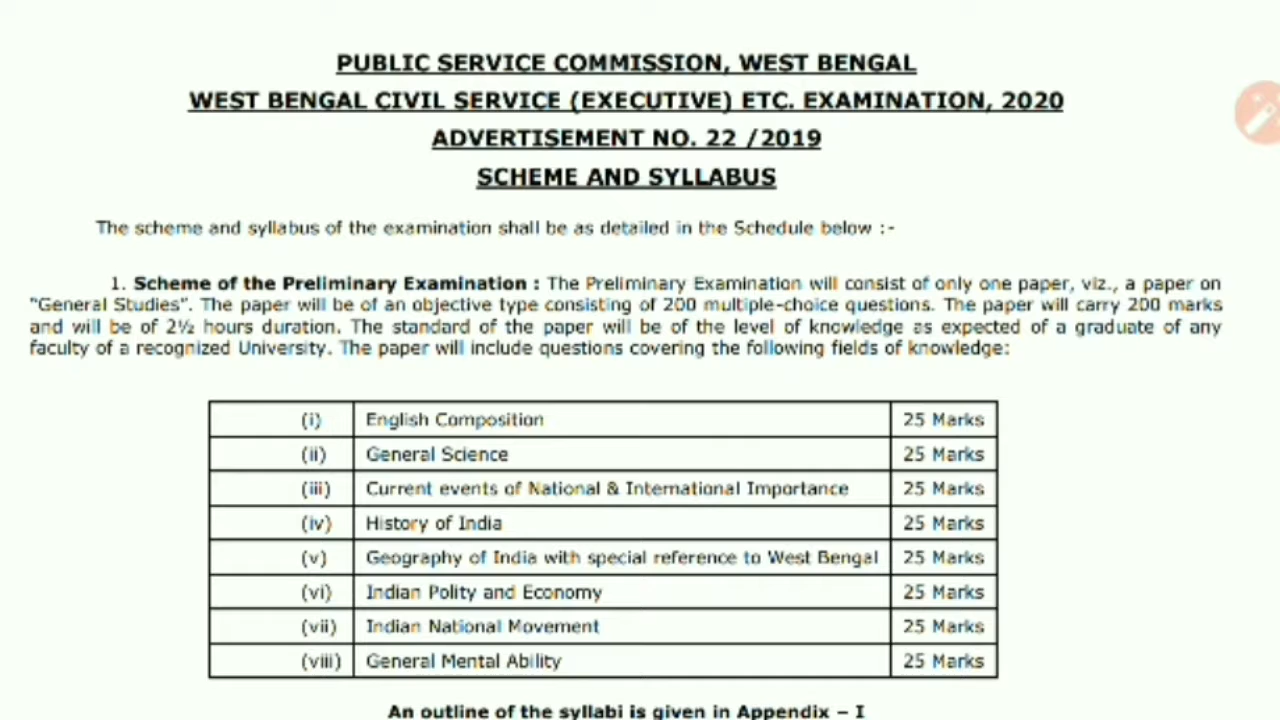 PUBLIC SERVICE COMMISSION, WEST BENGAL
WEST BENGAL CIVIL SERVICE (EXECUTIVE) ETC. EXAMINATION, 2020
ADVERTISEMENT NO. 22 /2019
SCHEME AND SYLLABUS
The scheme and syllabus of the examination shall be as detailed in the Schedule below :-
1. Scheme of the Preliminary Examination : The Preliminary Examination will consist of only one paper, viz., a paper on
"General Studies". The paper will be of an objective type consisting of 200 multiple-choice questions. The paper will carry 200 marks
and will be of 2½ hours duration. The standard of the paper will be of the level of knowledge as expected of a graduate of any
faculty of a recognized University. The paper will include questions covering the following fields of knowledge:
(i) English Composition 25 Marks
(ii) General Science 25 Marks
(iii) Current events of National & International Importance 25 Marks
(iv) History of India 25 Marks
(v) Geography of India with special reference to West Bengal 25 Marks
(vi) Indian Polity and Economy 25 Marks
(vii) Indian National Movement 25 Marks
(viii) General Mental Ability 25 Marks
An outline of the syllabi is given in Appendix – I